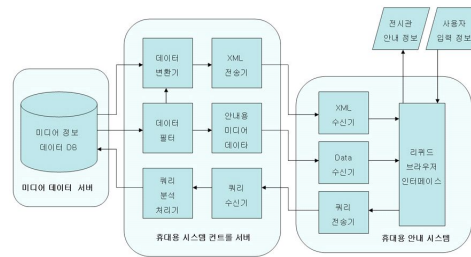 전시관
안내 정보
사용자
입력 정보
데이터
변환기
XML
전송기
데이터
필터
안내용
미디어
데이타
쿼리
분석
처리기
쿼리
수신기
미디어 정보
데이터 DB
미디어 데이터 서버
휴대용 시스템 컨트롤 서버
XML
수신기
Data
수신기
쿼리
전송기
리퀴드
브라우저
인터페이스
휴대용 안내 시스템